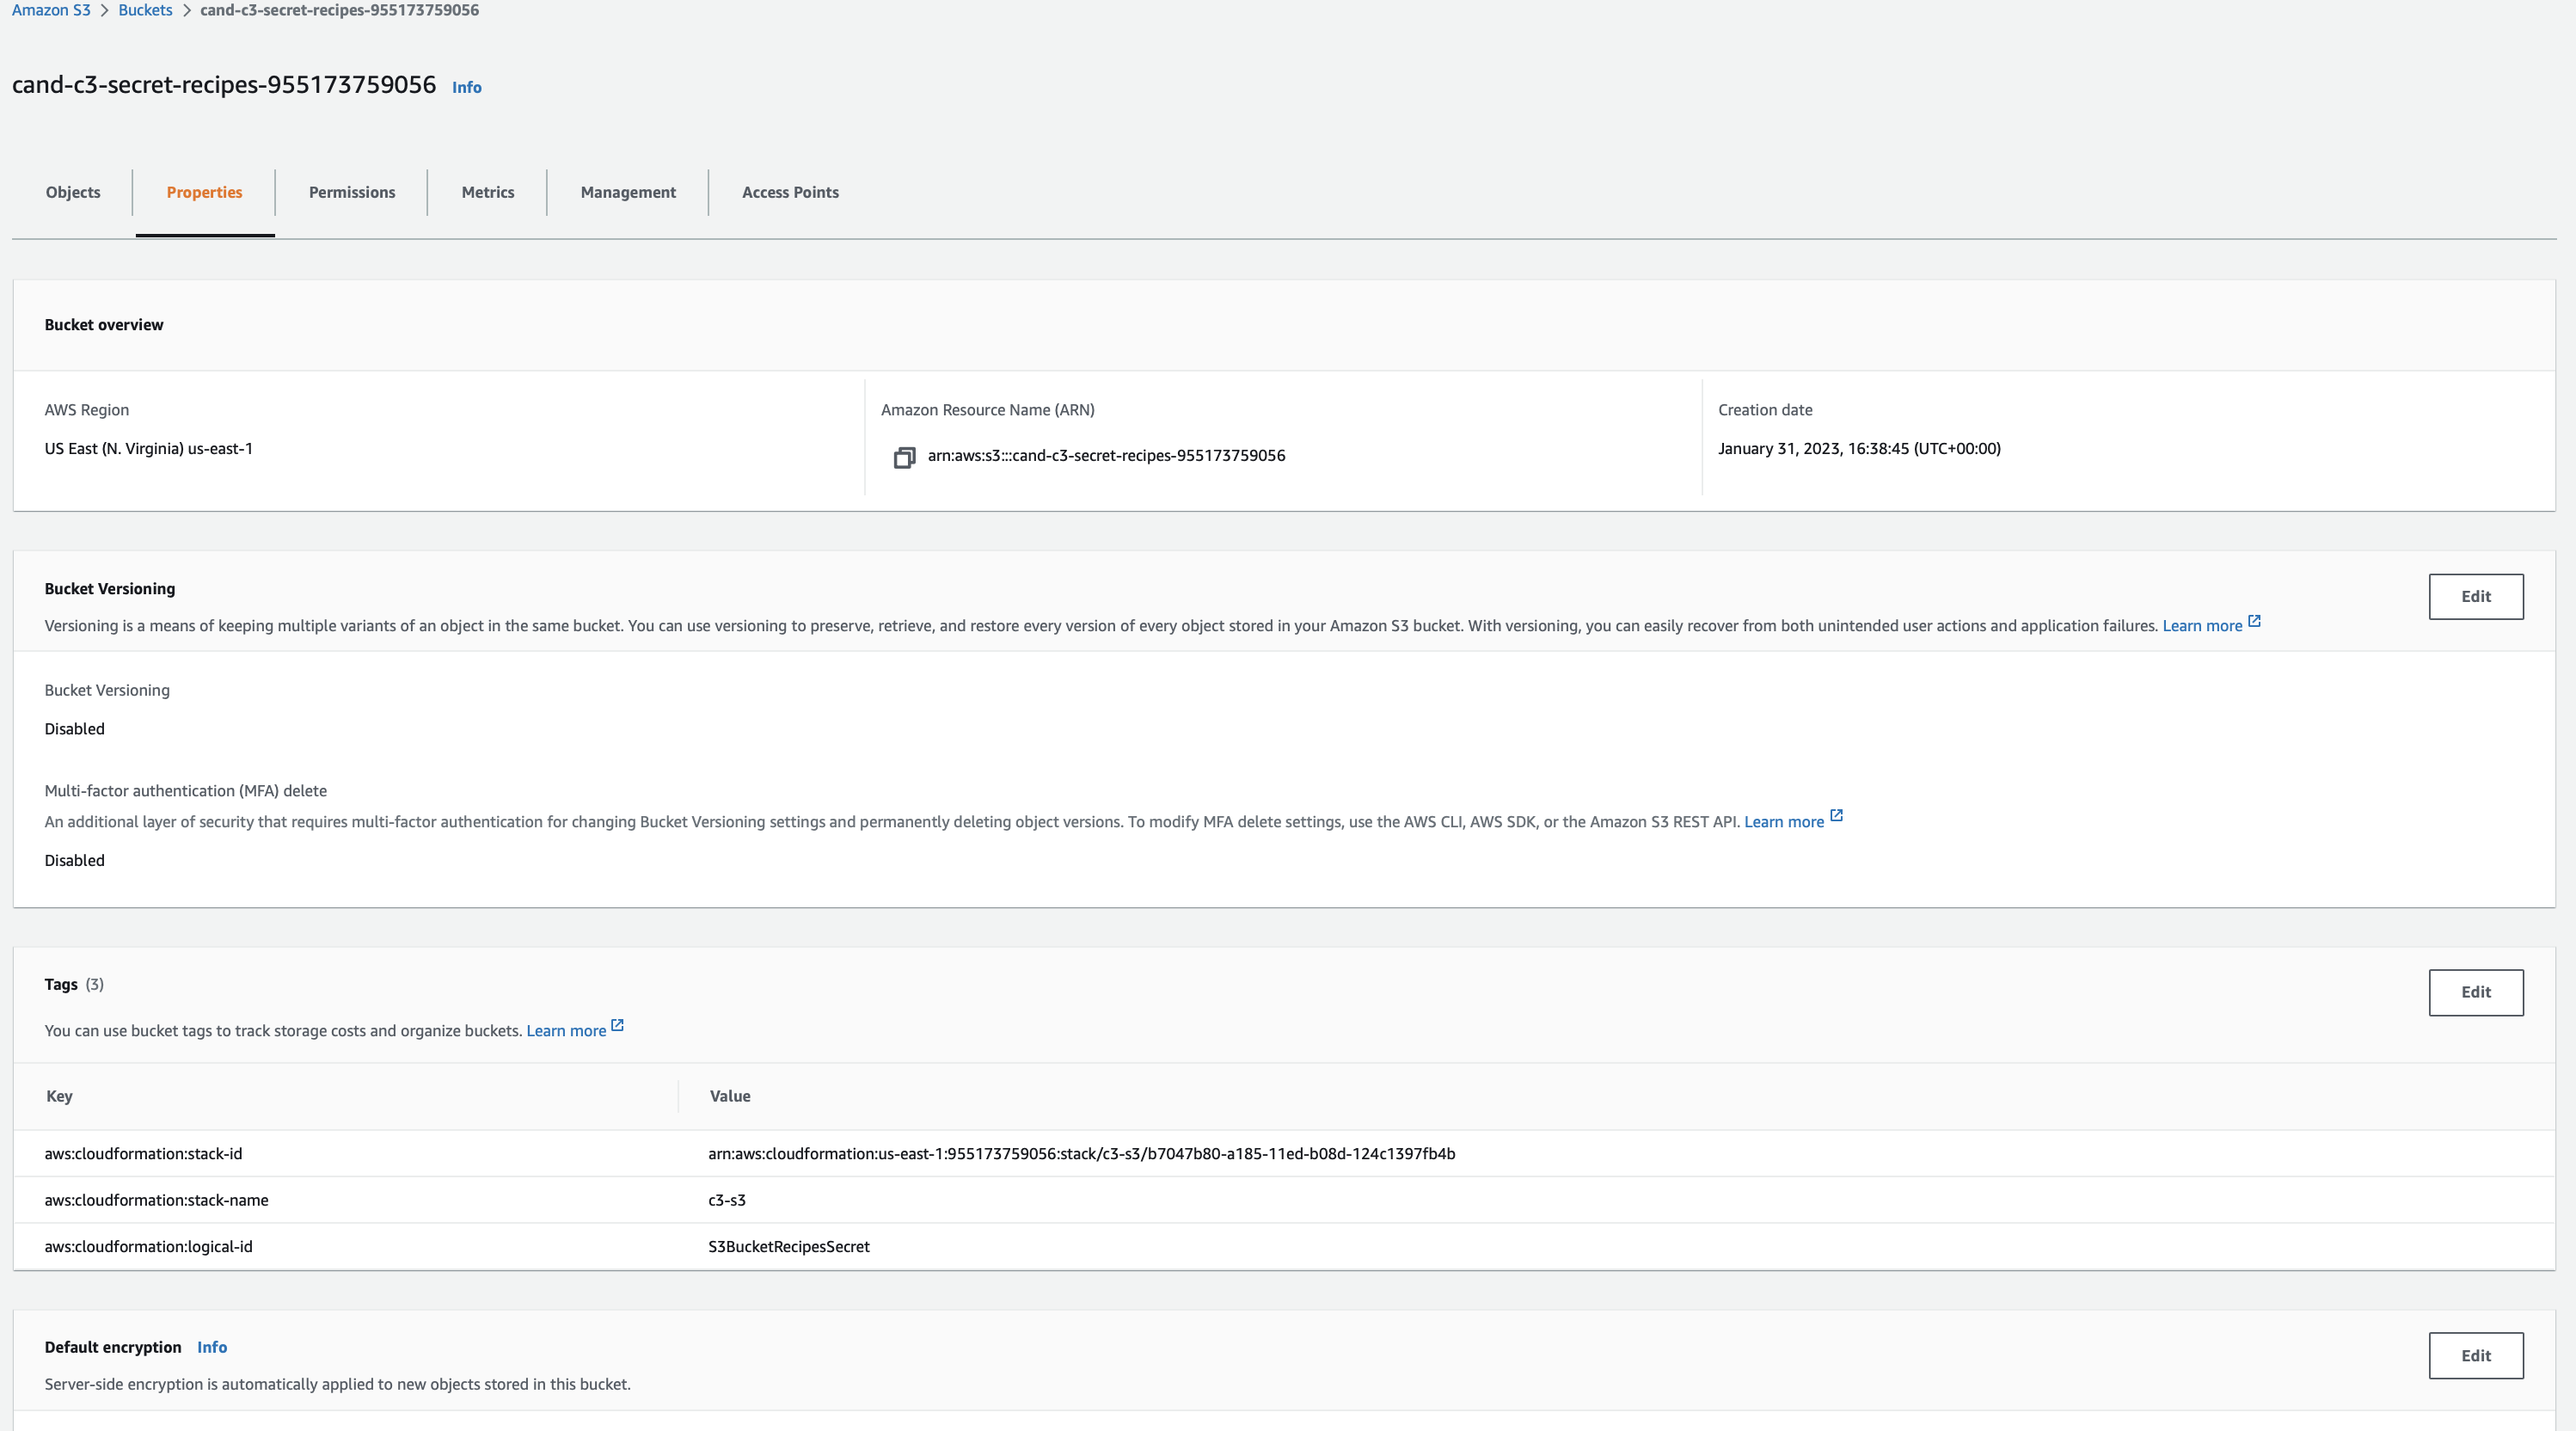 Amazon S3 > Buckets > cand-c3-secret-recipes-955173759056
cand-c3-secret-recipes-955173759056 Info
Objects Properties Permissions Metrics Management Access Points
Bucket overview
AWS Region Amazon Resource Name (ARN) Creation date
US East (N. Virginia) us-east-1 arn:aws:s3:::cand-c3-secret-recipes-955173759056 January 31, 2023, 16:38:45 (UTC+00:00)
Bucket Versioning Edit
Versioning is a means of keeping multiple variants of an object in the same bucket. You can use versioning to preserve, retrieve, and restore every version of every object stored in your Amazon S3 bucket. With versioning, you can easily recover from both unintended user actions and application failures. Learn more
Bucket Versioning
Disabled
Multi-factor authentication (MFA) delete
An additional layer of security that requires multi-factor authentication for changing Bucket Versioning settings and permanently deleting object versions. To modify MFA delete settings, use the AWS CLI, AWS SDK, or the Amazon S3 REST API. Learn more
Disabled
Tags (3) Edit
You can use bucket tags to track storage costs and organize buckets. Learn more
Key Value
aws:cloudformation:stack-id arn:aws:cloudformation:us-east-1:955173759056:stack/c3-s3/b7047b80-a185-11ed-b08d-124c1397fb4b
aws:cloudformation:stack-name c3-s3
aws:cloudformation:logical-id S3BucketRecipesSecret
Default encryption Info Edit
Server-side encryption is automatically applied to new objects stored in this bucket.